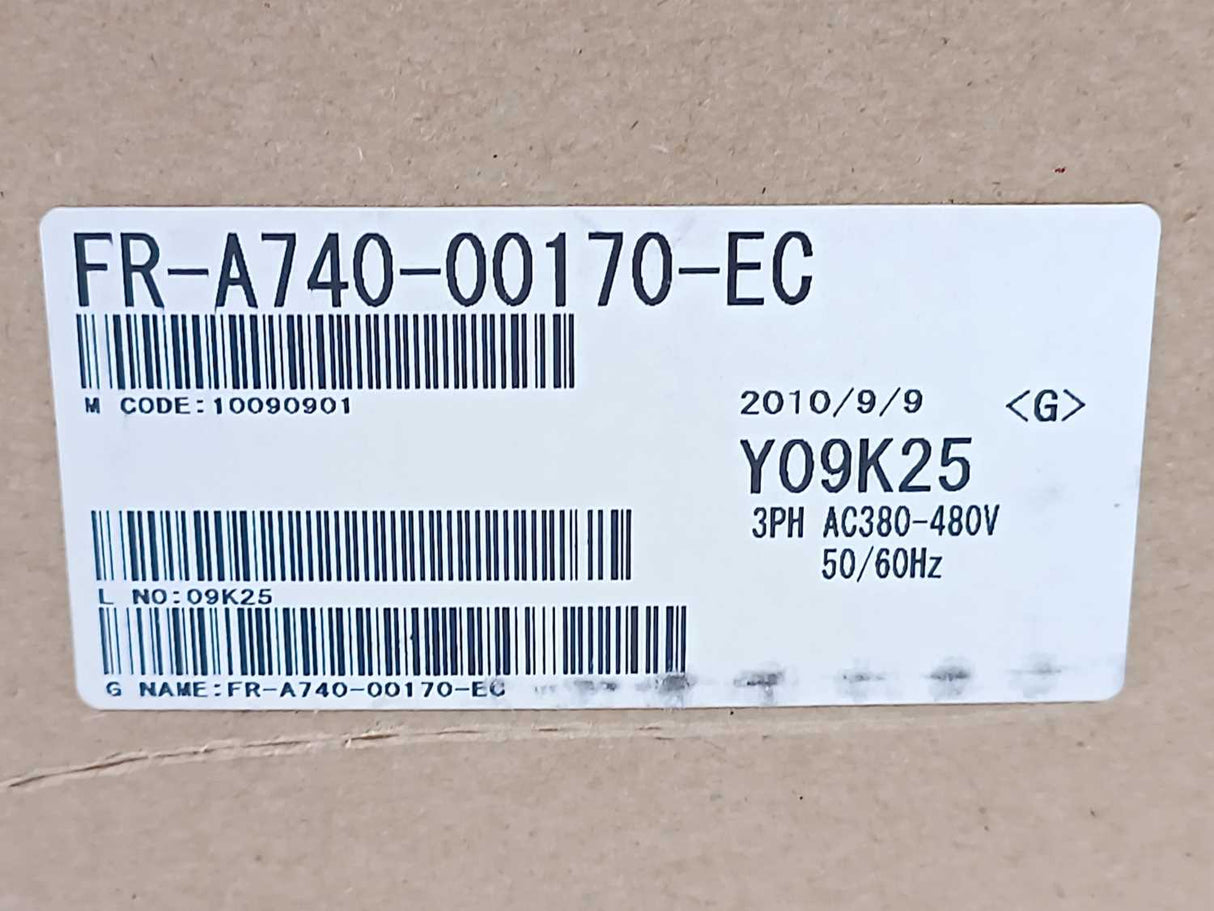 FR-A740-00170-EC
M CODE:10090901
2010/9/9 <G>
Y09K25
3PH AC380-480V
50/60Hz
L NO:09K25
G NAME:FR-A740-00170-EC